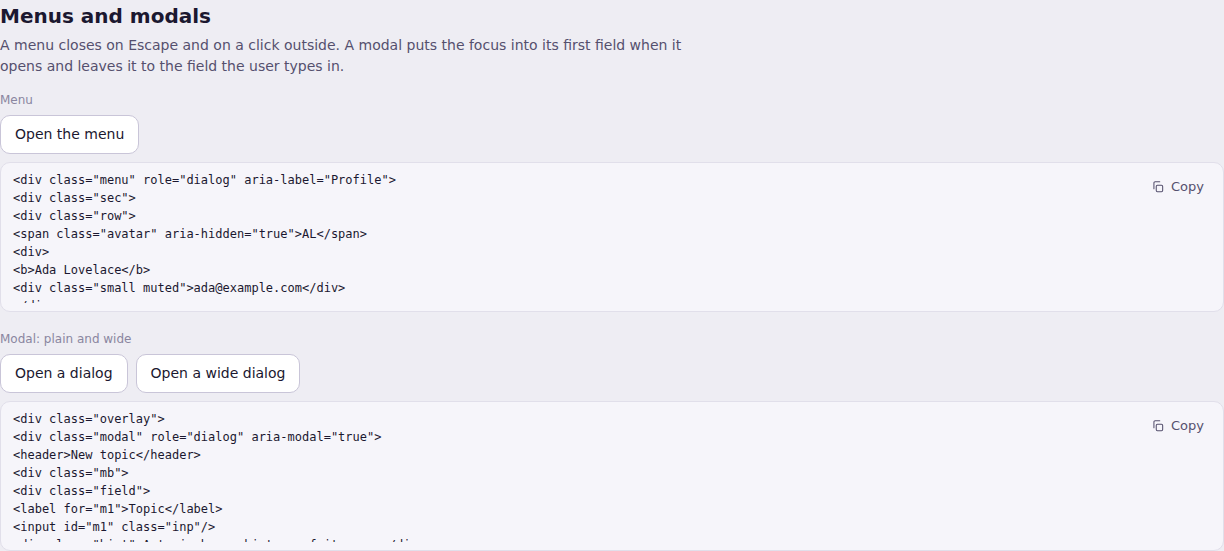 Menus and modals
A menu closes on Escape and on a click outside. A modal puts the focus into its first field when it
opens and leaves it to the field the user types in.
Menu
Open the menu
<div class="menu" role="dialog" aria-label="Profile">
Copy
<div class="sec">
<div class="row">
<span class="avatar" aria-hidden="true">AL</span>
<div>
<b>Ada Lovelace</b>
<div class="small muted">ada@example.com</div>
Modal: plain and wide
Open a dialog
Open a wide dialog
<div class="overlay">
Copy
<div class="modal" role="dialog" aria-modal="true">
<header>New topic</header>
<div class="mb">
<div class="field">
<label for="m1">Topic</label>
<input id="m1" class="inp"/>